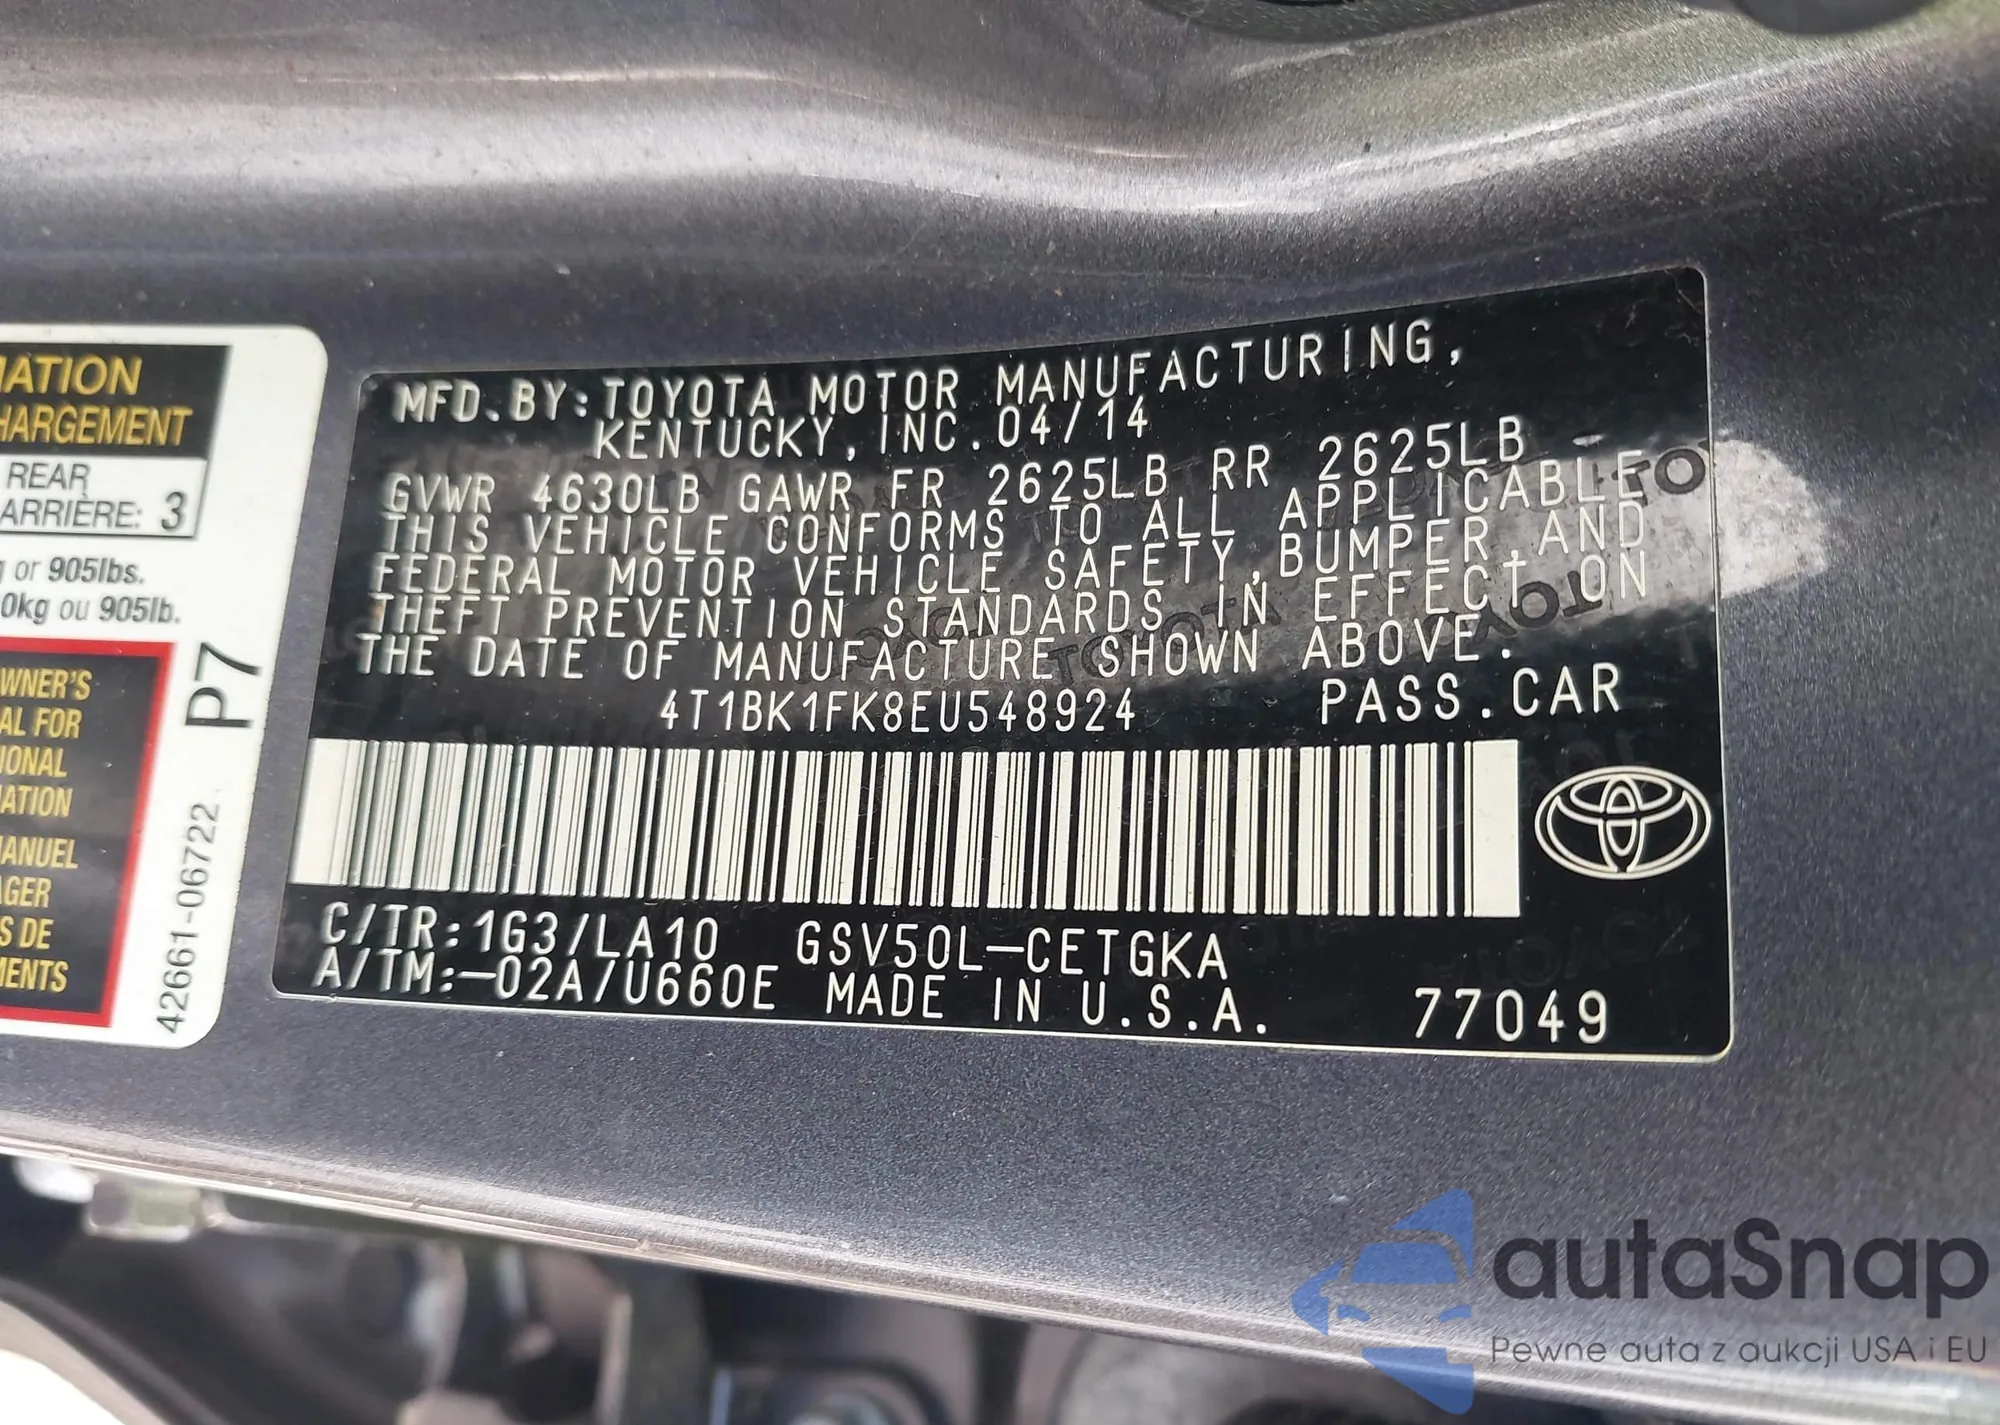 MATION
HARGEMENT
REAR
ARRIÈRE: 3
g or 905lbs.
0kg ou 905lb.
WNER'S
AL FOR
IONAL
ATION
MANUEL
AGER
S DE
MENTS
P7
42661-06722
MFD.BY:TOYOTA MOTOR MANUFACTURING,
KENTUCKY, INC. 04/14
GVWR 4630LB GAWR FR 2625LB RR 2625LB
THIS VEHICLE CONFORMS TO ALL APPLICABLE
FEDERAL MOTOR VEHICLE SAFETY,BUMPER,AND
THEFT PREVENTION STANDARDS IN EFFECT ON
THE DATE OF MANUFACTURE SHOWN ABOVE.
4T1BK1FK8EU548924 PASS.CAR
C/TR:1G3/LA10 GSV50L-CETGKA
A/TM:-02A/U660E MADE IN U.S.A. 77049
autaSnap
Pewne auta z aukcji USA i EU